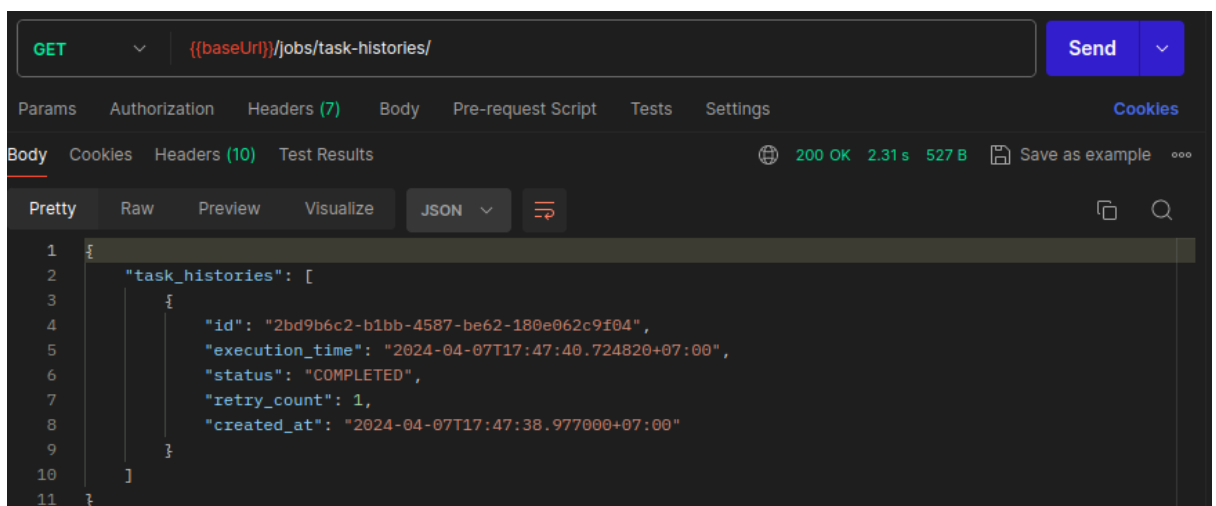 GET {{baseUrl}}/jobs/task-histories/ Send
Params Authorization Headers (7) Body Pre-request Script Tests Settings Cookies
Body Cookies Headers (10) Test Results 200 OK 2.31 s 527 B Save as example
Pretty Raw Preview Visualize JSON
1 {
2 "task_histories": [
3 {
4 "id": "2bd9b6c2-b1bb-4587-be62-180e062c9f04",
5 "execution_time": "2024-04-07T17:47:40.724820+07:00",
6 "status": "COMPLETED",
7 "retry_count": 1,
8 "created_at": "2024-04-07T17:47:38.977000+07:00"
9 }
10 ]
11 }